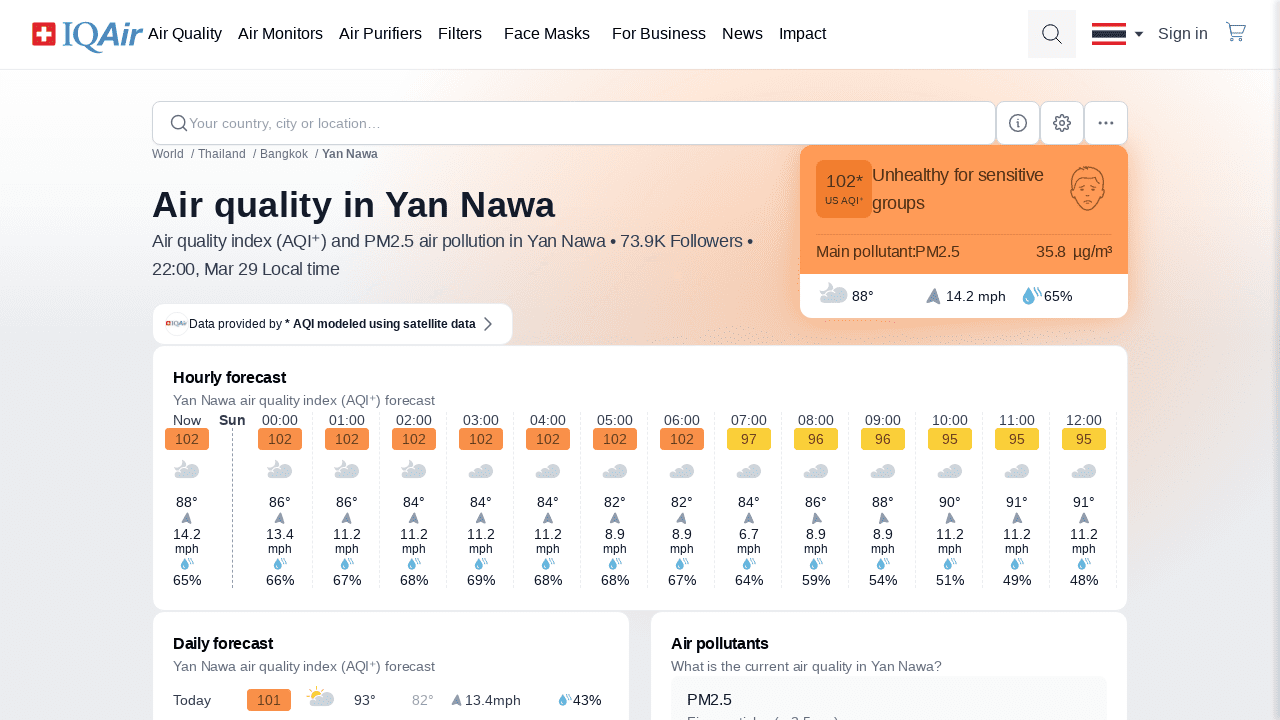 IQAir Air Quality Air Monitors Air Purifiers Filters Face Masks For Business News Impact Sign in
Your country, city or location…
World / Thailand / Bangkok / Yan Nawa
102* US AQI⁺ Unhealthy for sensitive groups
Main pollutant: PM2.5 35.8 µg/m³
88° 14.2 mph 65%
Air quality in Yan Nawa
Air quality index (AQI⁺) and PM2.5 air pollution in Yan Nawa • 73.9K Followers •
22:00, Mar 29 Local time
IQAir Data provided by * AQI modeled using satellite data
Hourly forecast
Yan Nawa air quality index (AQI⁺) forecast
Now Sun 00:00 01:00 02:00 03:00 04:00 05:00 06:00 07:00 08:00 09:00 10:00 11:00 12:00
102 102 102 102 102 102 102 102 97 96 96 95 95 95
88° 86° 86° 84° 84° 84° 82° 82° 84° 86° 88° 90° 91° 91°
14.2 13.4 11.2 11.2 11.2 11.2 8.9 8.9 6.7 8.9 8.9 11.2 11.2 11.2
mph mph mph mph mph mph mph mph mph mph mph mph mph mph
65% 66% 67% 68% 69% 68% 68% 67% 64% 59% 54% 51% 49% 48%
Daily forecast
Yan Nawa air quality index (AQI⁺) forecast
Today 101 93° 82° 13.4mph 43%
Air pollutants
What is the current air quality in Yan Nawa?
PM2.5